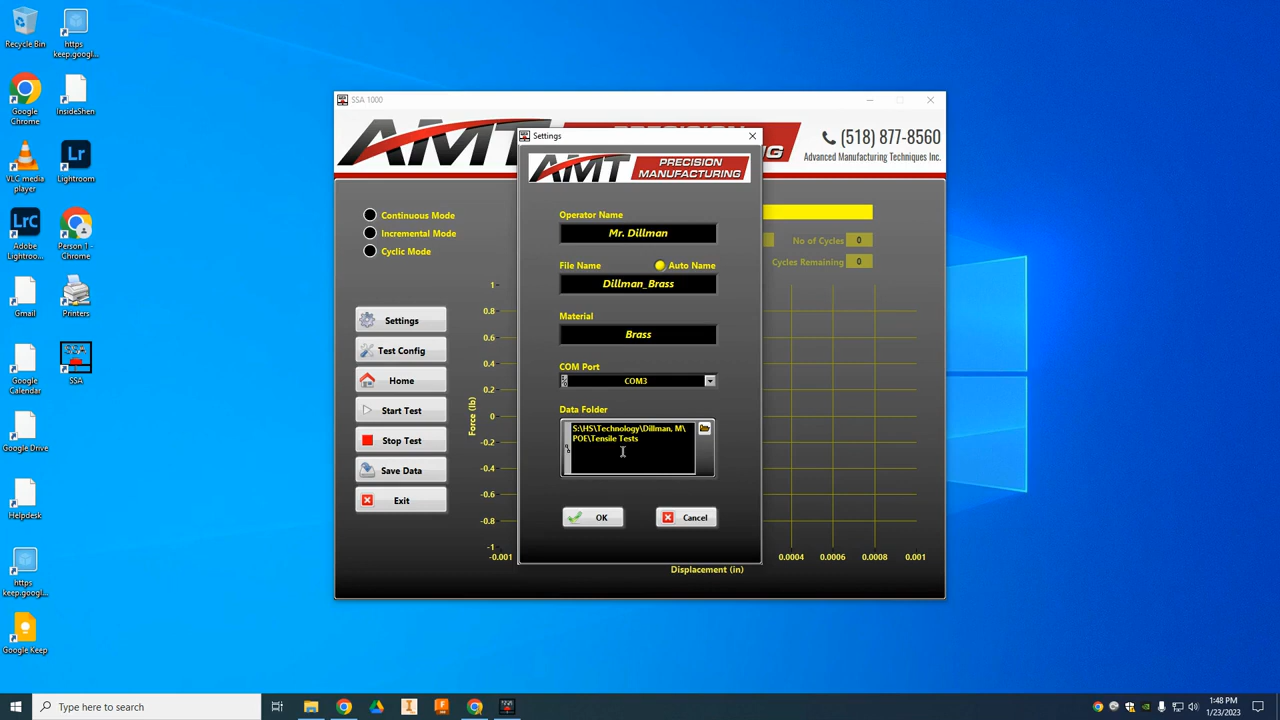 Recycle Bin
https
keep.googl...
Google
Chrome
InsideShen
VLC media
player
Lr
Lightroom
Lrc
Adobe
Lightroo...
Person 1 -
Chrome
Gmail
Printers
Google
Calendar
SSA
Google Drive
Helpdesk
https
keep.googl...
Google Keep
SSA 1000
AMT
(518) 877-8560
Advanced Manufacturing Techniques Inc.
Continuous Mode
Incremental Mode
Cyclic Mode
No of Cycles 0
Cycles Remaining 0
Settings
Test Config
Home
Start Test
Stop Test
Save Data
Exit
Force (lb)
1
0.8
0.6
0.4
0.2
0
-0.2
-0.4
-0.6
-0.8
-1
-0.001
0.0004
0.0006
0.0008
0.001
Displacement (in)
Settings
AMT PRECISION
MANUFACTURING
Operator Name
Mr. Dillman
File Name Auto Name
Dillman_Brass
Material
Brass
COM Port
COM3
Data Folder
S:\HS\Technology\Dillman, M\
POE\Tensile Tests
OK Cancel
Type here to search
1:48 PM
1/23/2023